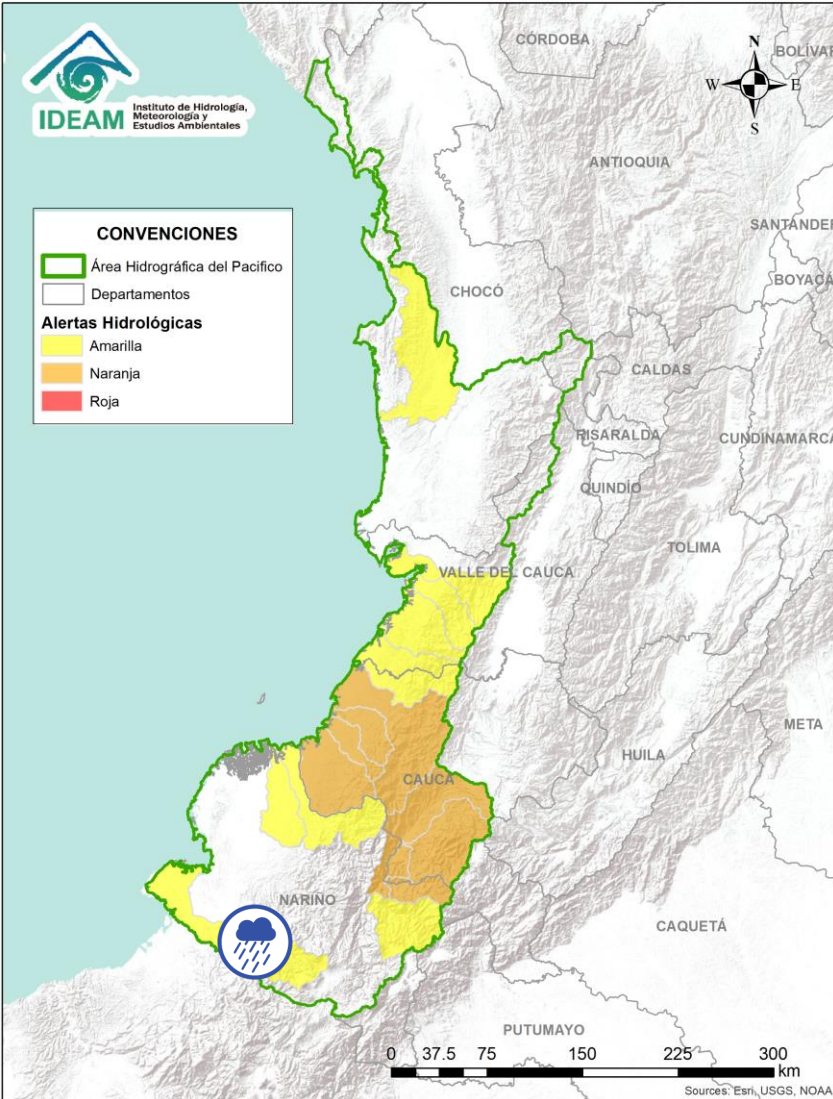 IDEAM
Instituto de Hidrología,
Meteorología y
Estudios Ambientales
N
W
E
S
CÓRDOBA
BOLÍVAR
ANTIOQUIA
SANTANDER
BOYACÁ
CONVENCIONES
Área Hidrográfica del Pacifico
Departamentos
Alertas Hidrológicas
Amarilla
Naranja
Roja
CHOCÓ
CALDAS
RISARALDA
CUNDINAMARCA
QUINDÍO
TOLIMA
VALLE DEL CAUCA
META
HUILA
CAUCA
NARIÑO
CAQUETÁ
PUTUMAYO
0 37.5 75 150 225 300
km
Sources: Esri, USGS, NOAA